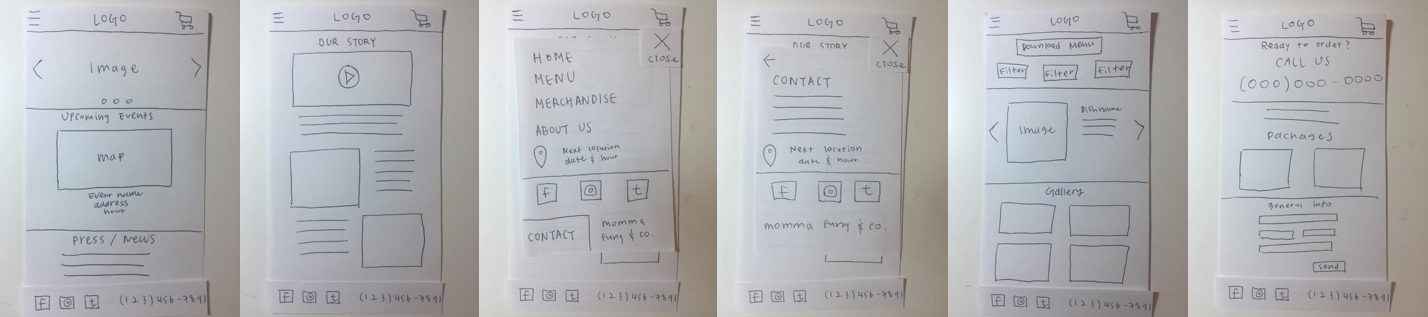 LOGO
Image
Upcoming Events
map
Event name
address
hour
Press / News
f t (123)456-7891
LOGO
OUR STORY
f t (123)456-7891
LOGO
close
HOME
MENU
MERCHANDISE
ABOUT US
Next location
date & hour
f t
CONTACT
momma
Fung & co.
f t (123)456-7891
LOGO
OUR STORY
close
CONTACT
Next location
date & hour
f t
momma Fung & co.
f t (123)456-7891
LOGO
Download Menu
Filter Filter Filter
Image
Dishname
Gallery
f t (123)456-7891
LOGO
Ready to order?
CALL US
(000)000-0000
Packages
General Info
Send
f t (123)456-7891